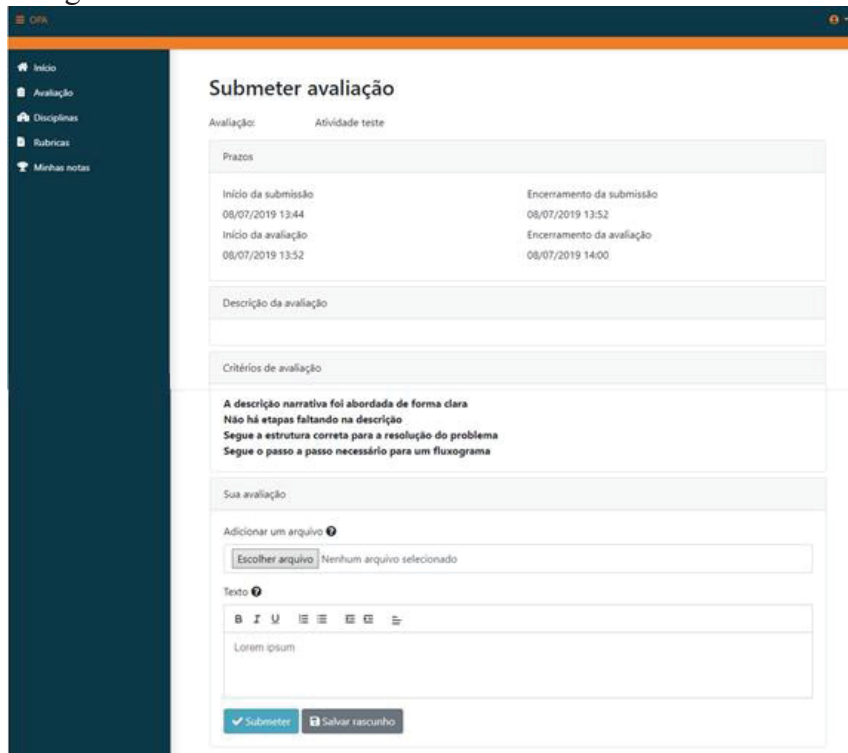 OPA
Início
Avaliação
Disciplinas
Rubricas
Minhas notas
Submeter avaliação
Avaliação: Atividade teste
Prazos
Início da submissão Encerramento da submissão
08/07/2019 13:44 08/07/2019 13:52
Início da avaliação Encerramento da avaliação
08/07/2019 13:52 08/07/2019 14:00
Descrição da avaliação
Critérios de avaliação
A descrição narrativa foi abordada de forma clara
Não há etapas faltando na descrição
Segue a estrutura correta para a resolução do problema
Segue o passo a passo necessário para um fluxograma
Sua avaliação
Adicionar um arquivo
Escolher arquivo Nenhum arquivo selecionado
Texto
B I U
Lorem ipsum
Submeter Salvar rascunho